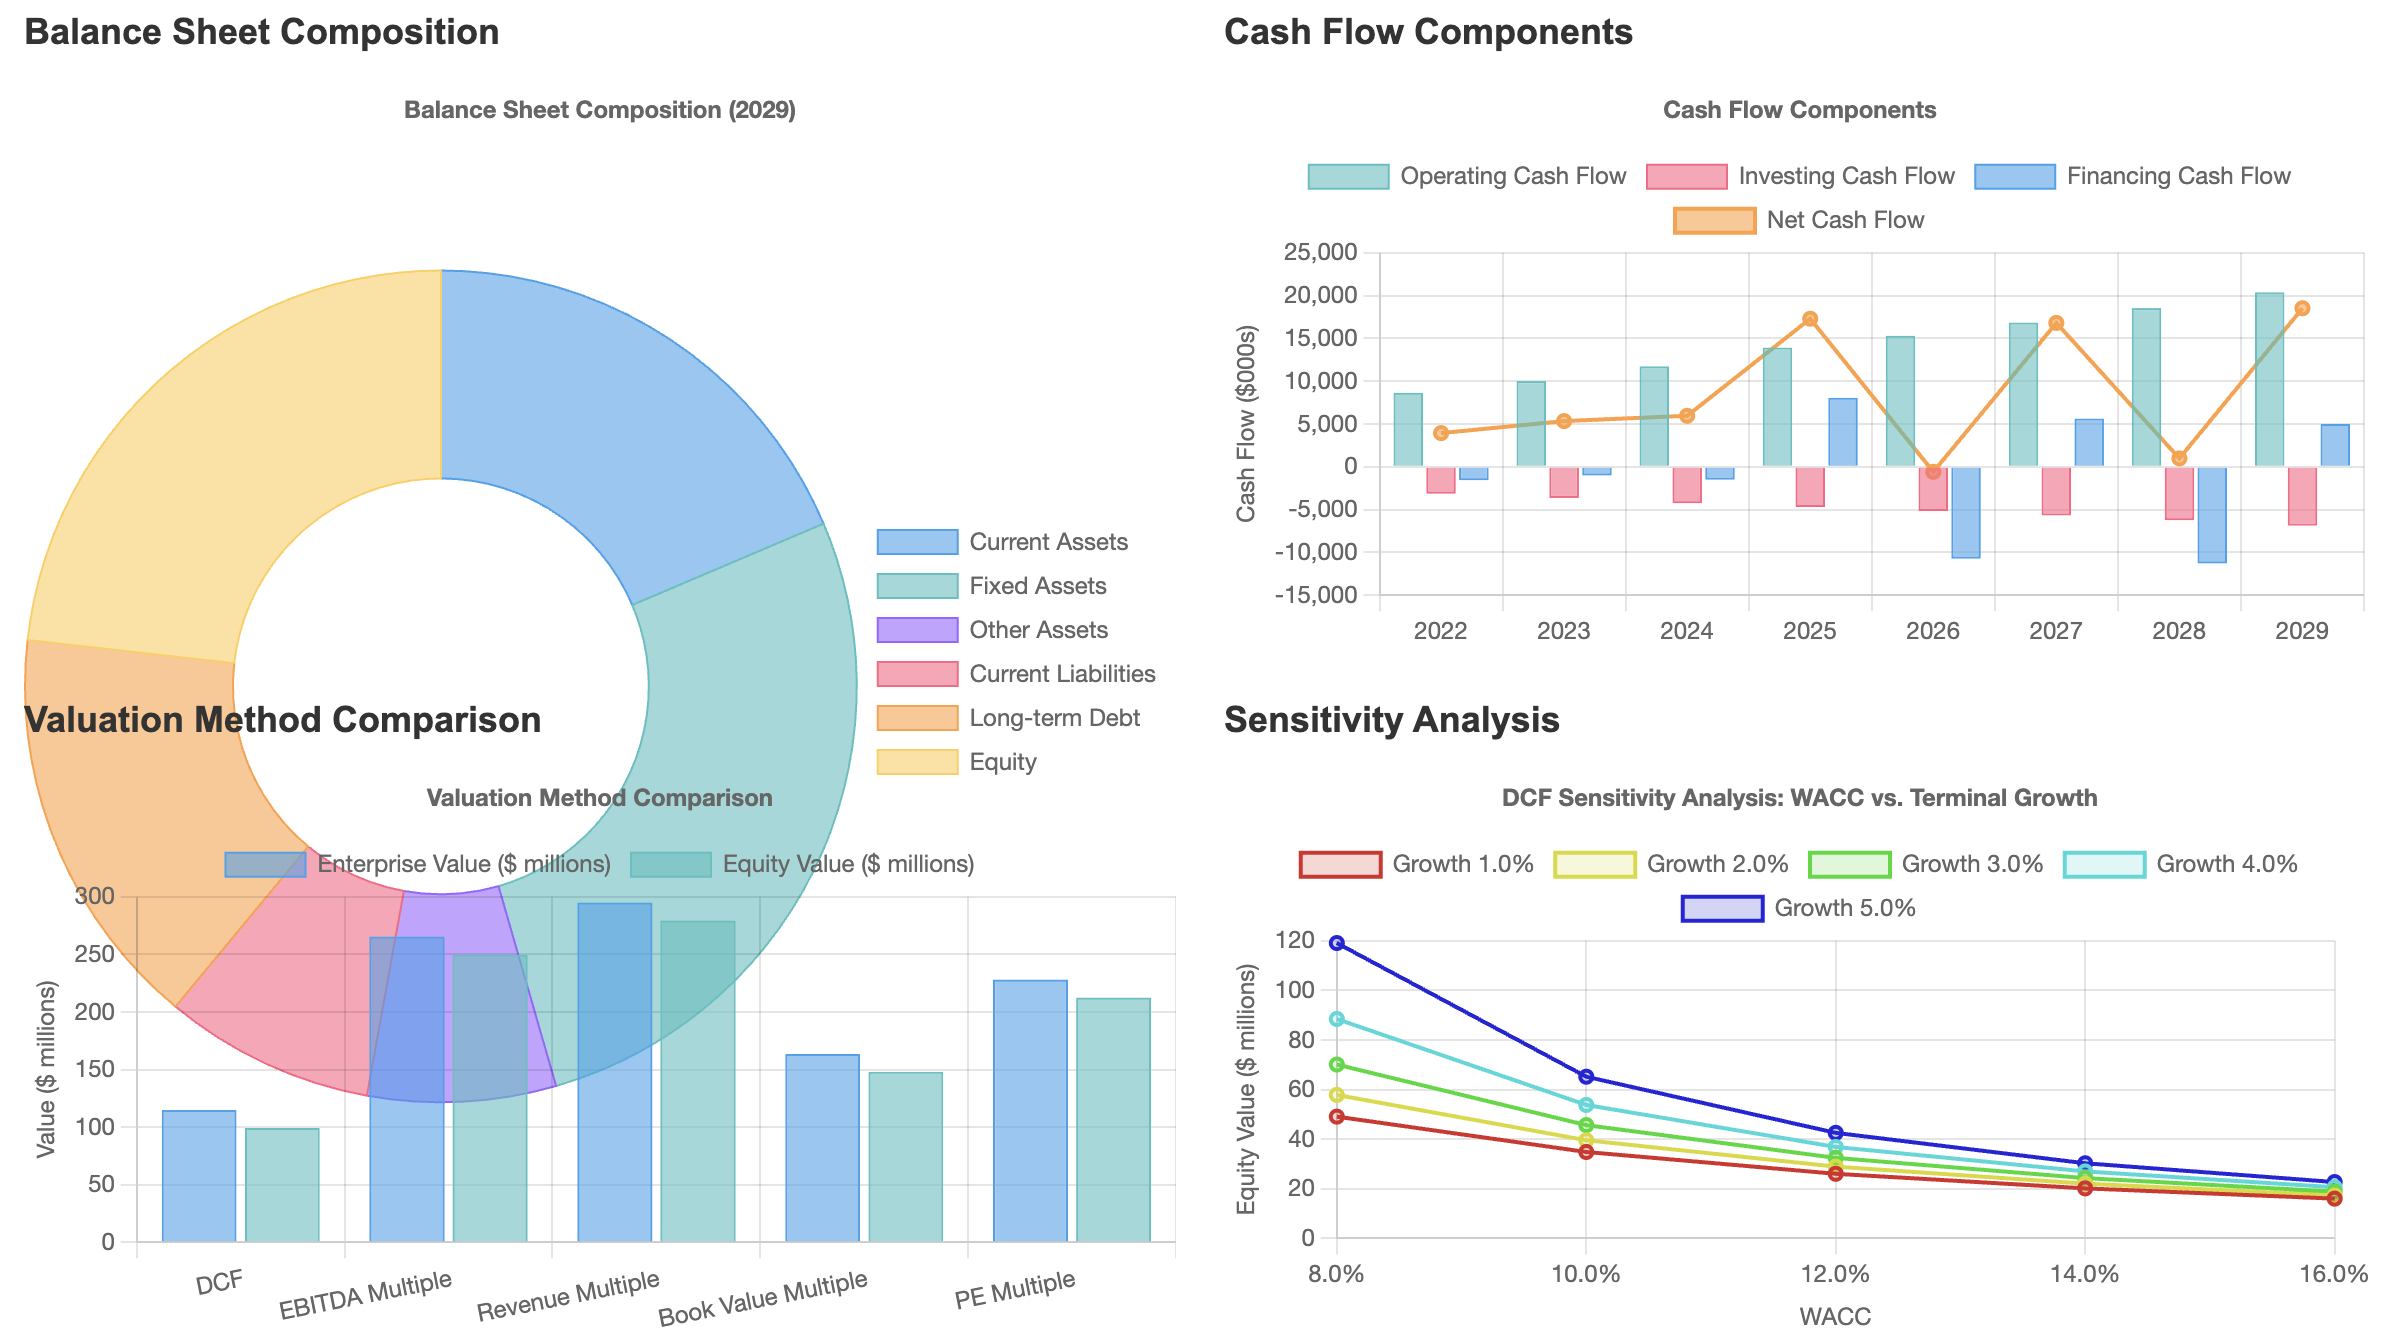 Balance Sheet Composition
Balance Sheet Composition (2029)
Current Assets
Fixed Assets
Other Assets
Current Liabilities
Long-term Debt
Equity
Cash Flow Components
Cash Flow Components
Operating Cash Flow
Investing Cash Flow
Financing Cash Flow
Net Cash Flow
Cash Flow ($000s)
25,000
20,000
15,000
10,000
5,000
0
-5,000
-10,000
-15,000
2022 2023 2024 2025 2026 2027 2028 2029
Valuation Method Comparison
Valuation Method Comparison
Enterprise Value ($ millions)
Equity Value ($ millions)
Value ($ millions)
300
250
200
150
100
50
0
DCF
EBITDA Multiple
Revenue Multiple
Book Value Multiple
PE Multiple
Sensitivity Analysis
DCF Sensitivity Analysis: WACC vs. Terminal Growth
Growth 1.0%
Growth 2.0%
Growth 3.0%
Growth 4.0%
Growth 5.0%
Equity Value ($ millions)
120
100
80
60
40
20
0
8.0% 10.0% 12.0% 14.0% 16.0%
WACC